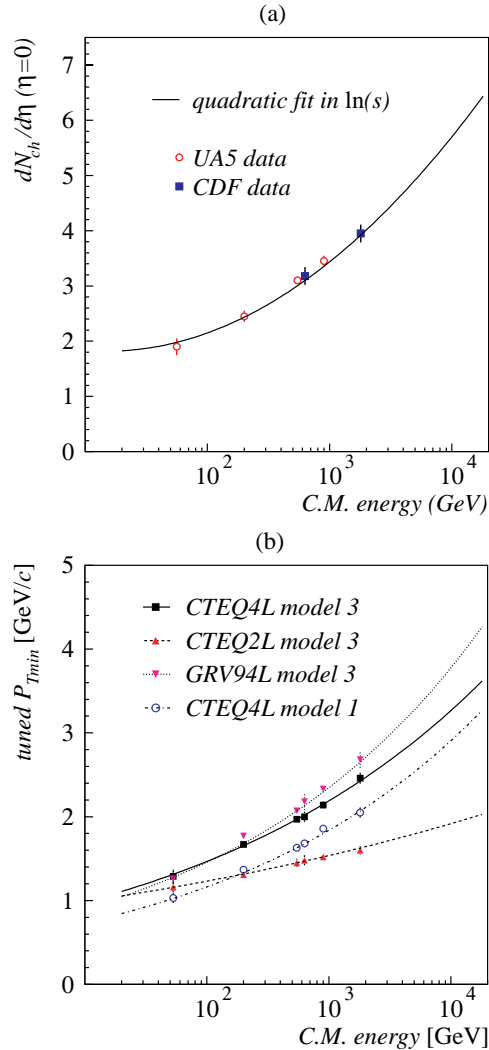 (a)
dN_ch/dη (η=0)
7
6
5
4
3
2
1
0
quadratic fit in ln(s)
UA5 data
CDF data
10^2
10^3
10^4
C.M. energy (GeV)
(b)
tuned P_Tmin [GeV/c]
5
4
3
2
1
0
CTEQ4L model 3
CTEQ2L model 3
GRV94L model 3
CTEQ4L model 1
10^2
10^3
10^4
C.M. energy [GeV]